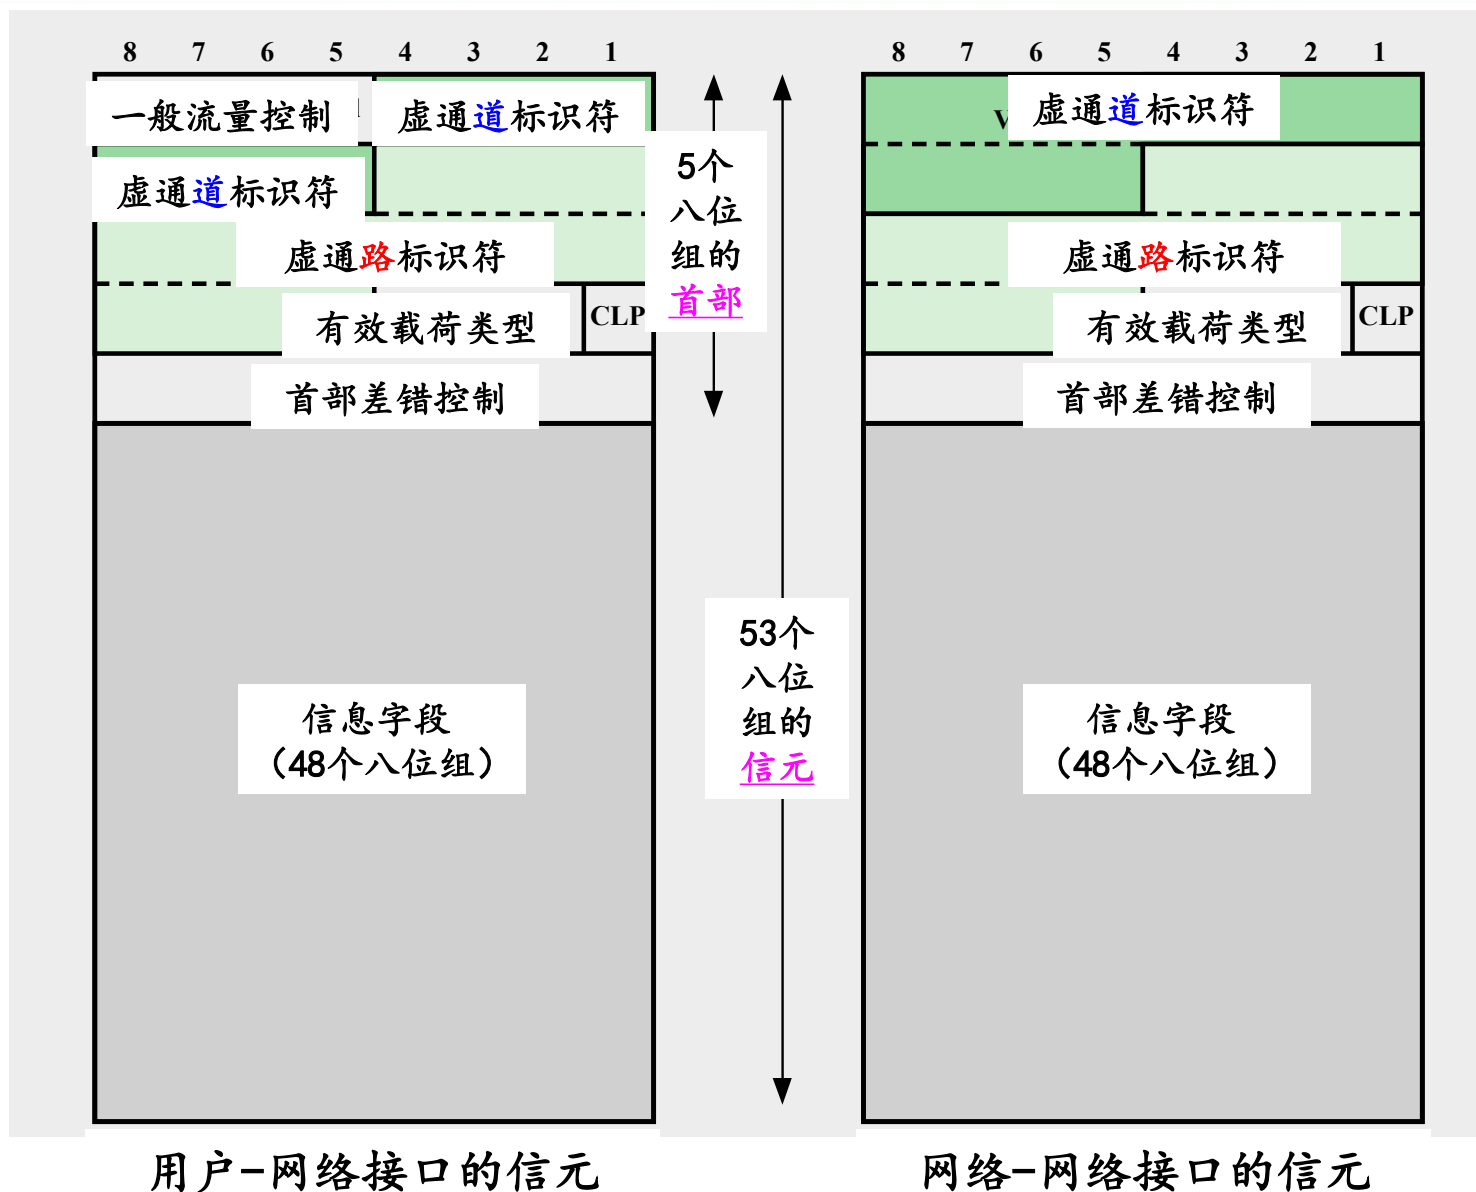 8 7 6 5 4 3 2 1
一般流量控制
虚通道标识符
虚通道标识符
虚通路标识符
有效载荷类型
CLP
首部差错控制
信息字段
（48个八位组）
用户-网络接口的信元
5个
八位
组的
首部
53个
八位
组的
信元
8 7 6 5 4 3 2 1
虚通道标识符
虚通路标识符
有效载荷类型
CLP
首部差错控制
信息字段
（48个八位组）
网络-网络接口的信元